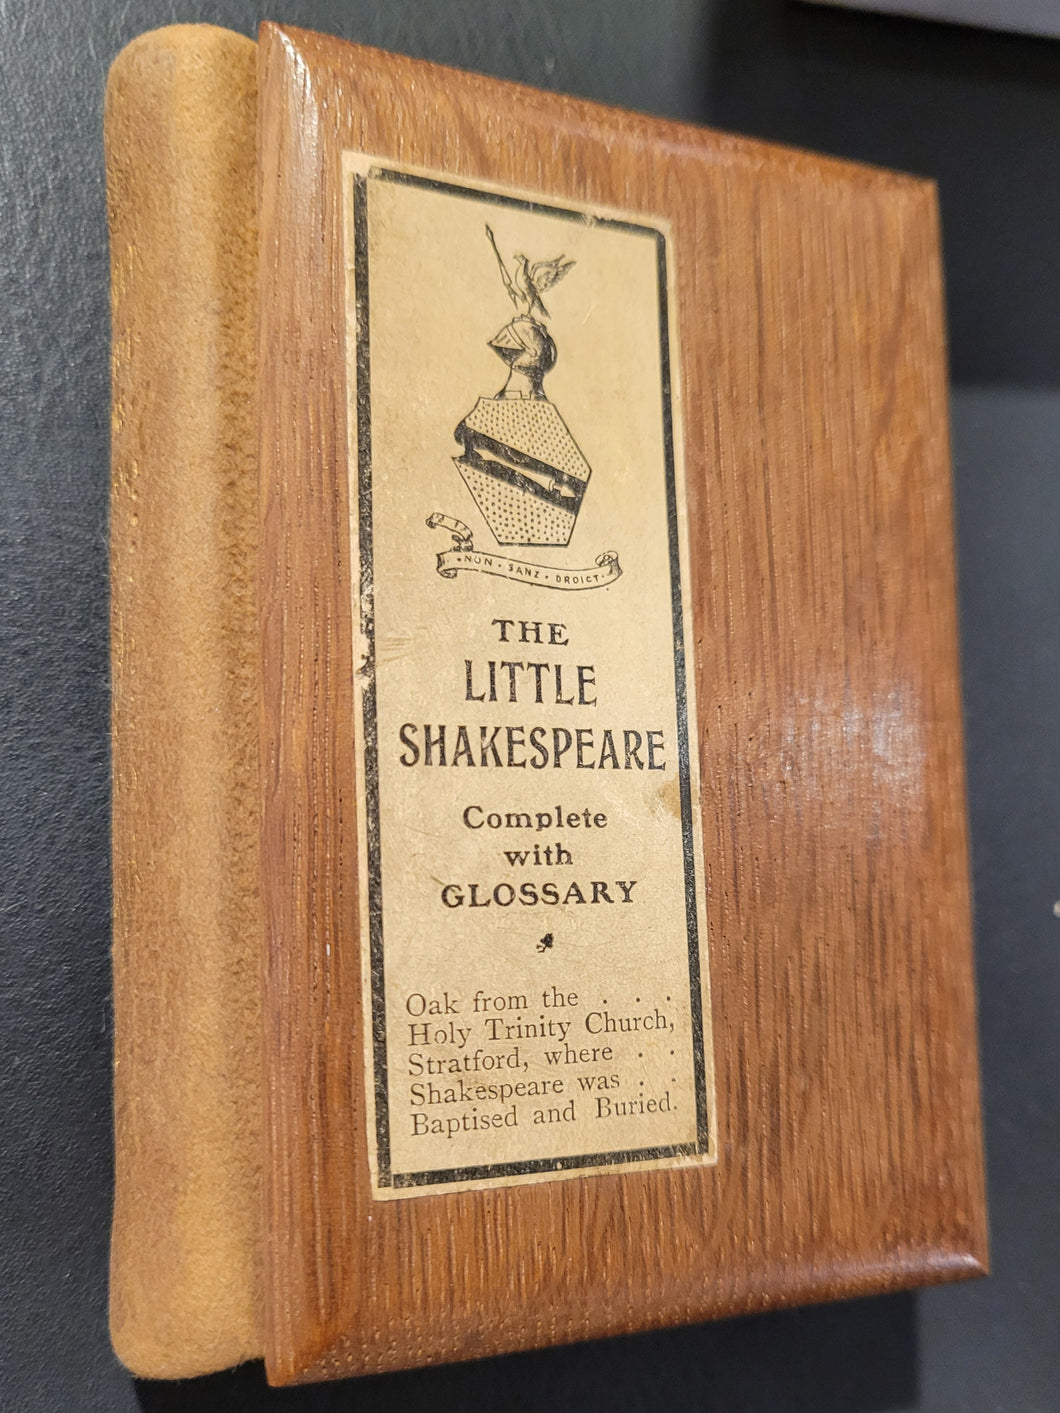 ·NON·SANZ·DROICT·
THE
LITTLE
SHAKESPEARE
Complete
with
GLOSSARY
Oak from the . . .
Holy Trinity Church,
Stratford, where . .
Shakespeare was . .
Baptised and Buried.